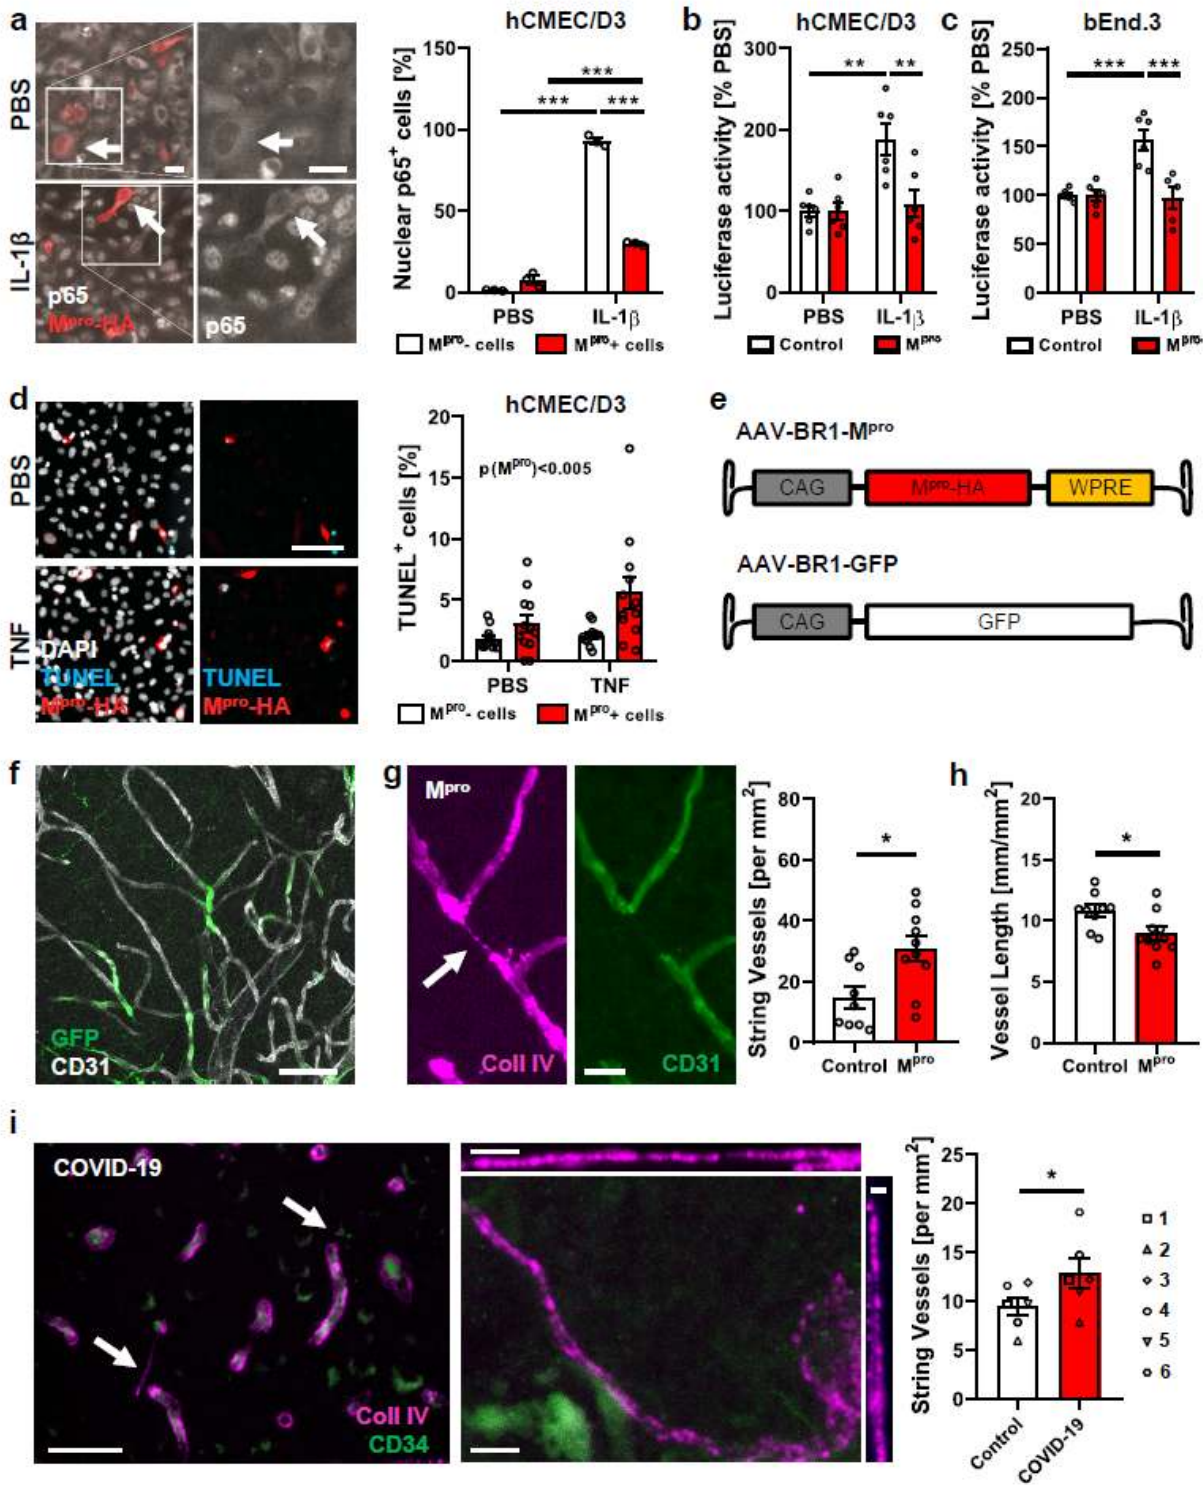 a
PBS
IL-1β
p65
Mᵖʳᵒ-HA
p65
hCMEC/D3
Nuclear p65⁺ cells [%]
150
100
50
0
***
***
***
PBS
IL-1β
Mᵖʳᵒ- cells
Mᵖʳᵒ+ cells
b
hCMEC/D3
Luciferase activity [% PBS]
300
200
100
0
**
**
PBS
IL-1β
Control
Mᵖʳᵒ
c
bEnd.3
Luciferase activity [% PBS]
250
200
150
100
50
0
***
***
PBS
IL-1β
Control
Mᵖʳᵒ
d
PBS
TNF
DAPI
TUNEL
Mᵖʳᵒ-HA
TUNEL
Mᵖʳᵒ-HA
hCMEC/D3
TUNEL⁺ cells [%]
20
15
10
5
0
p(Mᵖʳᵒ)<0.005
PBS
TNF
Mᵖʳᵒ- cells
Mᵖʳᵒ+ cells
e
AAV-BR1-Mᵖʳᵒ
CAG
Mᵖʳᵒ-HA
WPRE
AAV-BR1-GFP
CAG
GFP
f
GFP
CD31
g
Mᵖʳᵒ
Coll IV
CD31
String Vessels [per mm²]
80
60
40
20
0
*
Control
Mᵖʳᵒ
h
Vessel Length [mm/mm²]
20
15
10
5
0
*
Control
Mᵖʳᵒ
i
COVID-19
Coll IV
CD34
String Vessels [per mm²]
25
20
15
10
5
0
*
Control
COVID-19
1
2
3
4
5
6